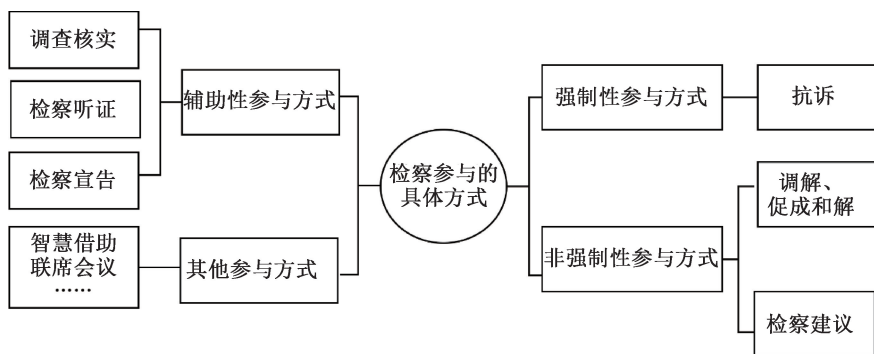 调查核实
检察听证
检察宣告
智慧借助
联席会议
……
辅助性参与方式
其他参与方式
检察参与的
具体方式
强制性参与方式
非强制性参与方式
抗诉
调解、
促成和解
检察建议